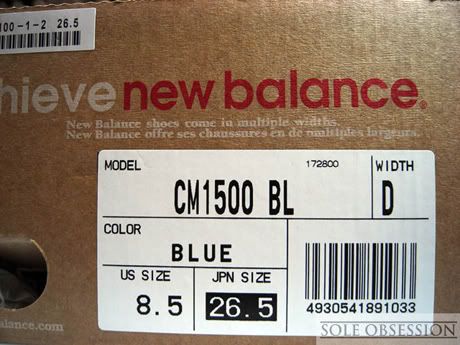 100-1-2 26.5
hieve new balance.
New Balance shoes come in multiple widths.
New Balance offre ses chaussures en de multiples largeurs.
MODEL 172800 WIDTH
CM1500 BL D
COLOR
BLUE
US SIZE JPN SIZE
8.5 26.5
4930541891033
alance.com
SOLE OBSESSION